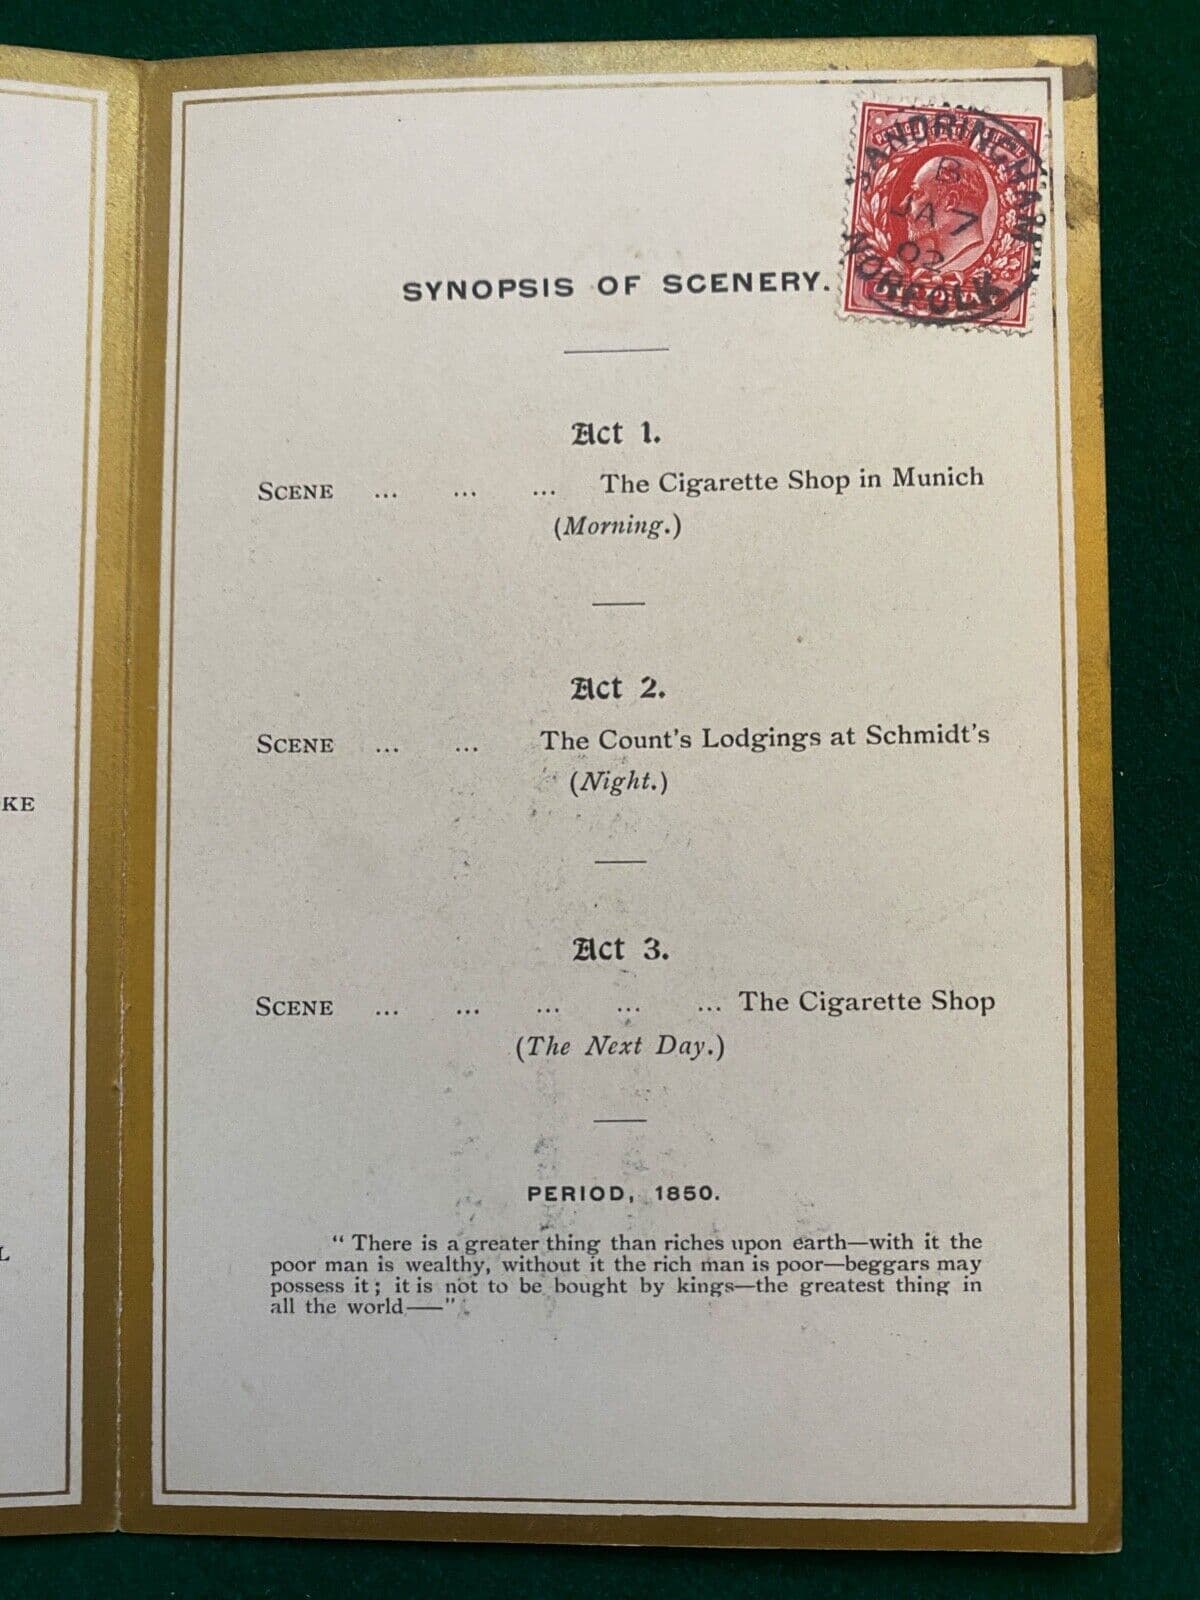 SANDRINGHAM
B
JA 7
02
NORFOLK
SYNOPSIS OF SCENERY.
Act 1.
SCENE ... ... ... The Cigarette Shop in Munich
(Morning.)
Act 2.
SCENE ... ... The Count's Lodgings at Schmidt's
(Night.)
KE
Act 3.
SCENE ... ... ... ... ... The Cigarette Shop
(The Next Day.)
PERIOD, 1850.
L
“ There is a greater thing than riches upon earth—with it the
poor man is wealthy, without it the rich man is poor—beggars may
possess it ; it is not to be bought by kings—the greatest thing in
all the world——”